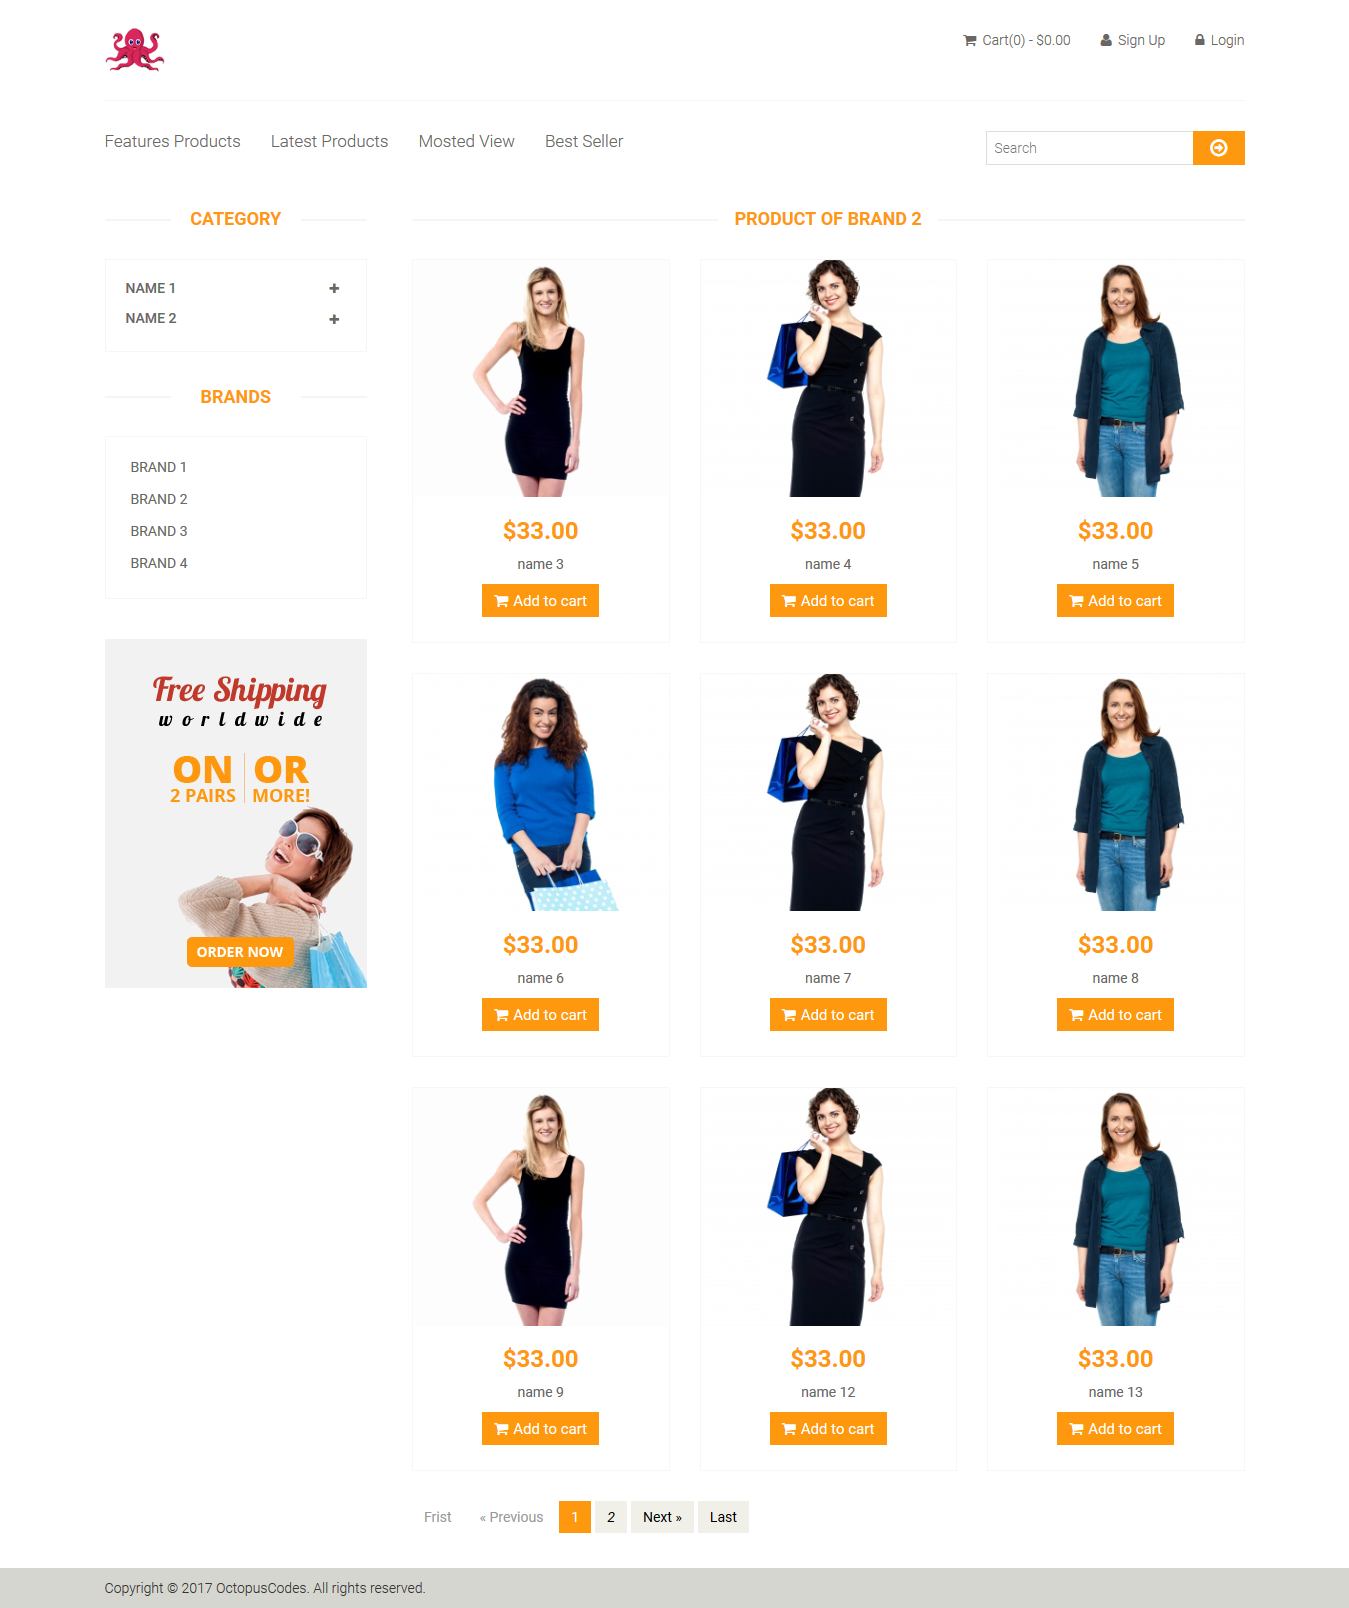 Cart(0) - $0.00 Sign Up Login
Features Products Latest Products Mosted View Best Seller
Search
CATEGORY
NAME 1
NAME 2
BRANDS
BRAND 1
BRAND 2
BRAND 3
BRAND 4
Free Shipping
worldwide
ON OR
2 PAIRS MORE!
ORDER NOW
PRODUCT OF BRAND 2
$33.00 $33.00 $33.00
name 3 name 4 name 5
Add to cart Add to cart Add to cart
$33.00 $33.00 $33.00
name 6 name 7 name 8
Add to cart Add to cart Add to cart
$33.00 $33.00 $33.00
name 9 name 12 name 13
Add to cart Add to cart Add to cart
Frist « Previous 1 2 Next » Last
Copyright © 2017 OctopusCodes. All rights reserved.